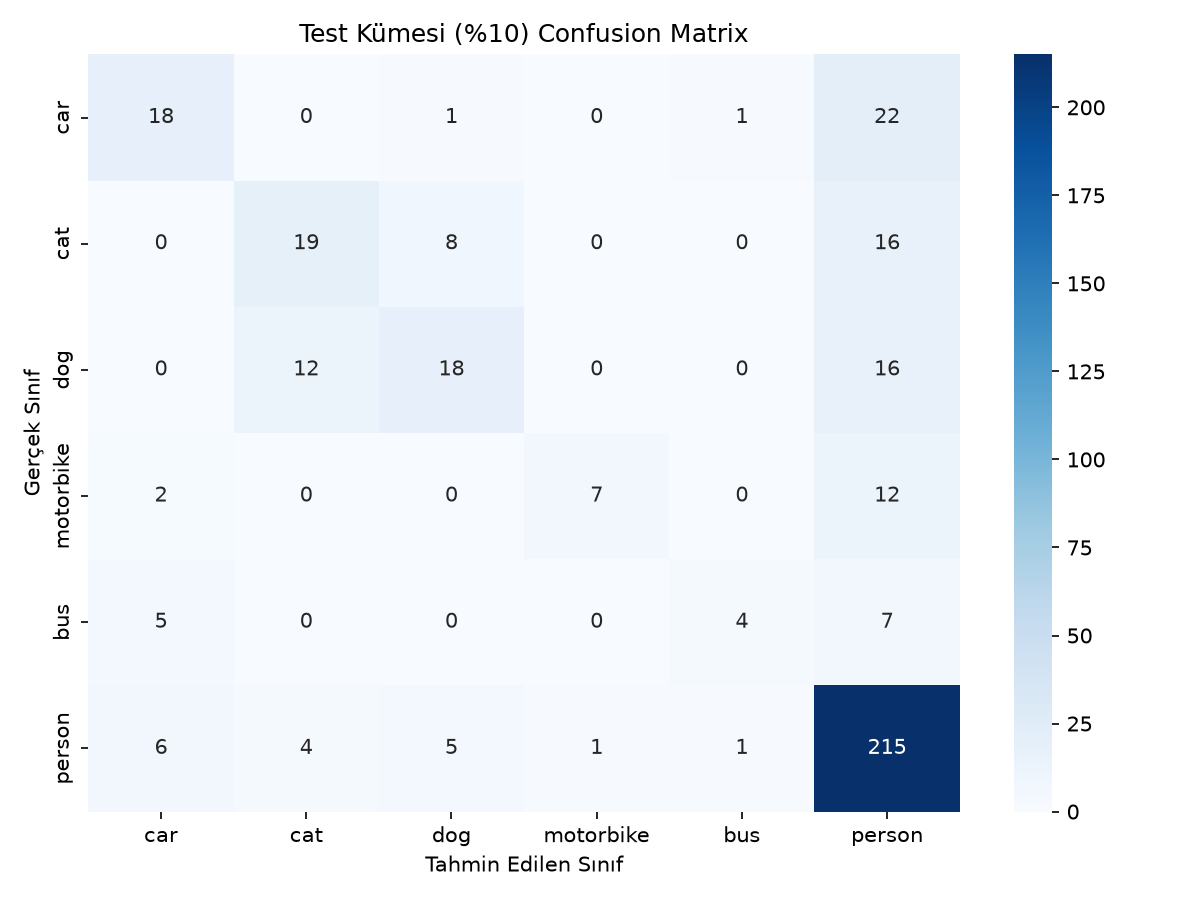 Test Kümesi (%10) Confusion Matrix
car 18 0 1 0 1 22
cat 0 19 8 0 0 16
dog 0 12 18 0 0 16
motorbike 2 0 0 7 0 12
bus 5 0 0 0 4 7
person 6 4 5 1 1 215
car cat dog motorbike bus person
Tahmin Edilen Sınıf
Gerçek Sınıf
200
175
150
125
100
75
50
25
0